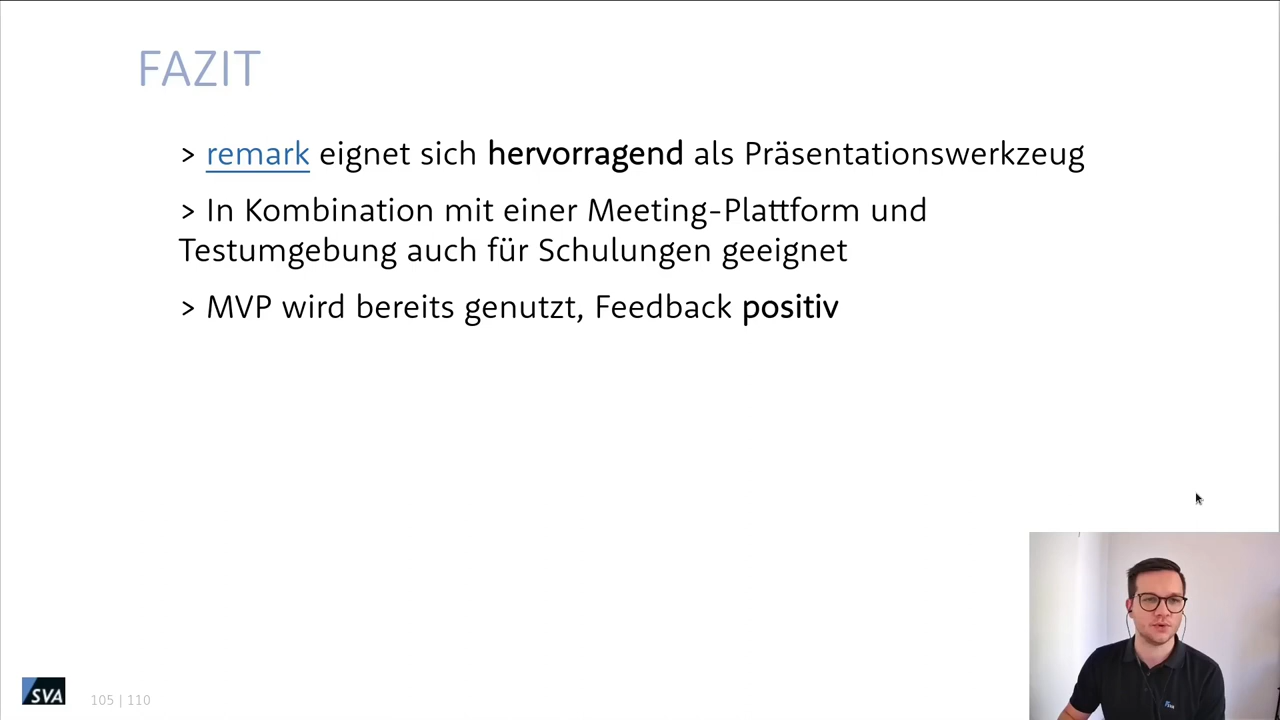 FAZIT
> remark eignet sich hervorragend als Präsentationswerkzeug
> In Kombination mit einer Meeting-Plattform und
Testumgebung auch für Schulungen geeignet
> MVP wird bereits genutzt, Feedback positiv
SVA
105 | 110